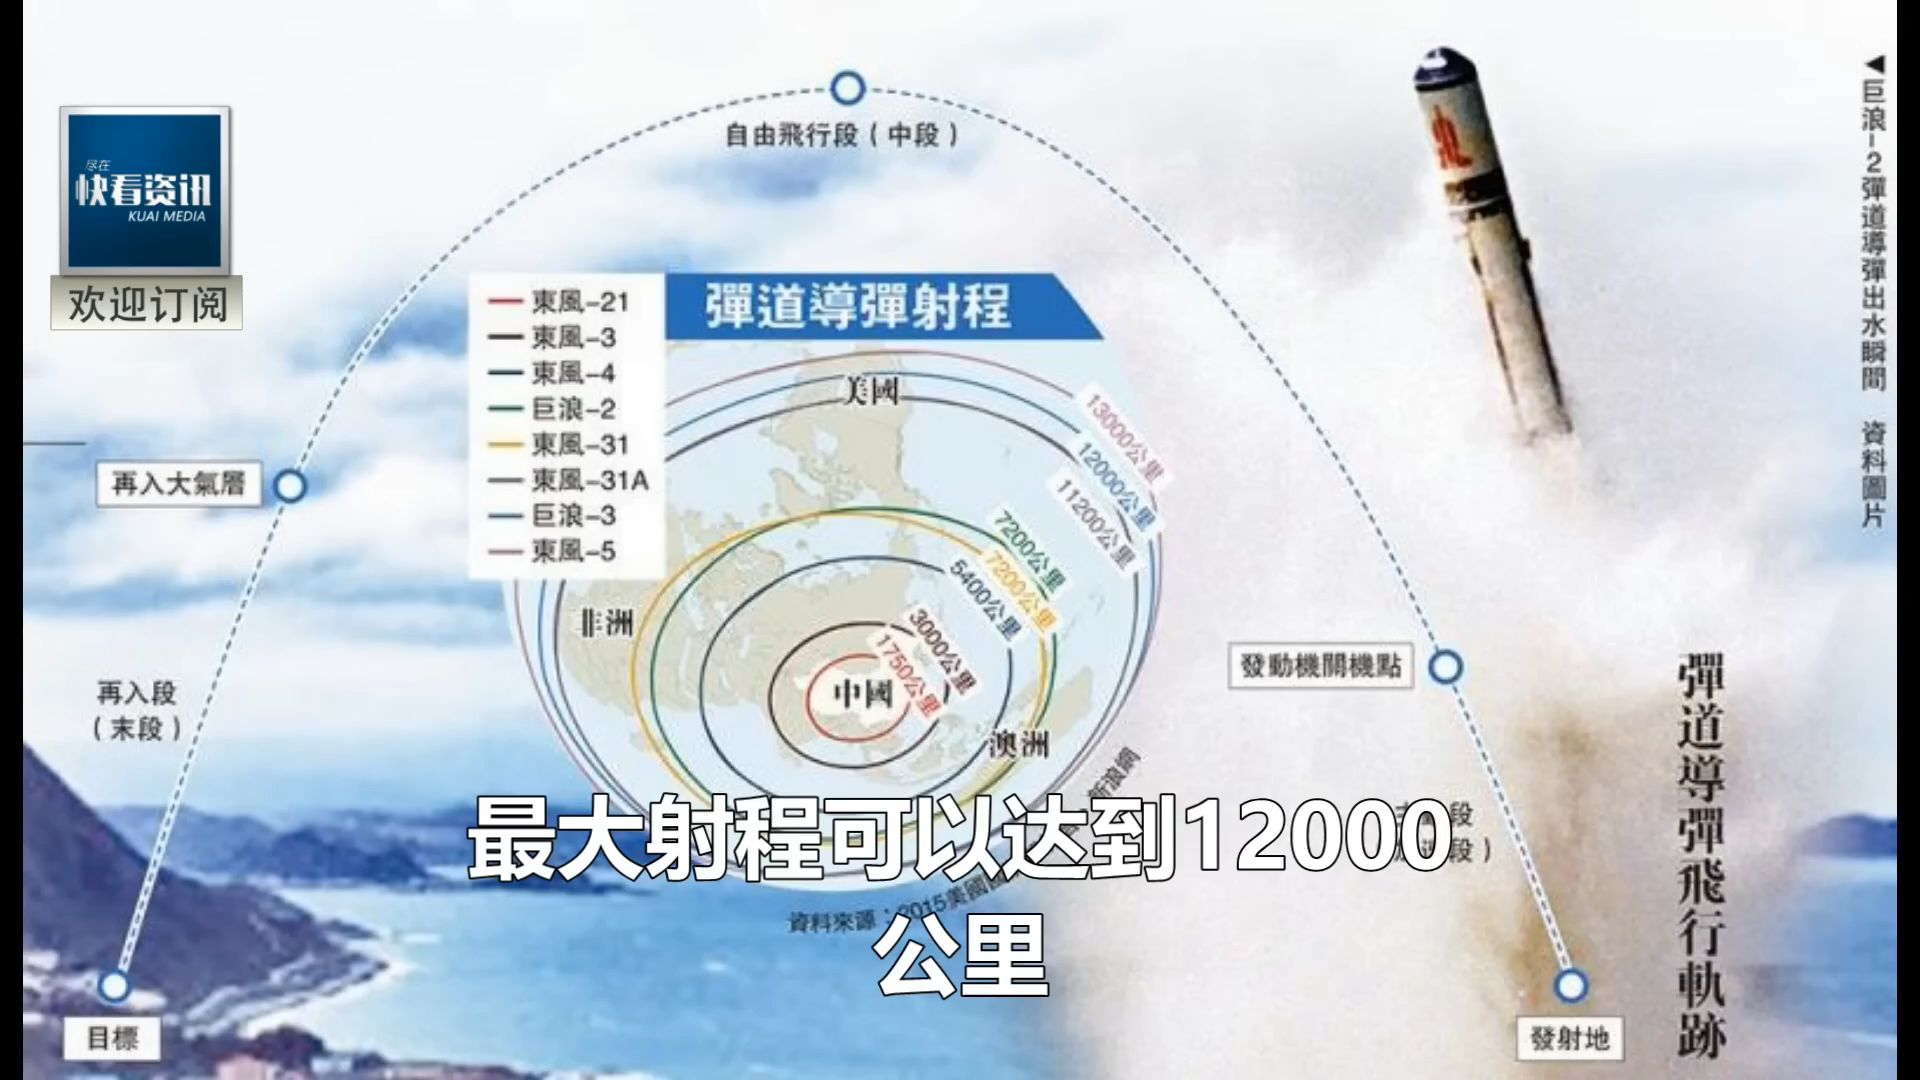 尽在
快看资讯
KUAI MEDIA
欢迎订阅
自由飛行段（中段）
◀巨浪-2彈道導彈出水瞬間 資料圖片
彈道導彈射程
東風-21
東風-3
東風-4
巨浪-2
東風-31
東風-31A
巨浪-3
東風-5
美國
13000公里
12000公里
11200公里
7200公里
7200公里
5400公里
3000公里
1750公里
非洲
中國
澳洲
再入大氣層
再入段
（末段）
目標
發動機關機點
段
段）
發射地
彈道導彈飛行軌跡
新浪網
資料來源：2015美國
最大射程可以达到12000
公里